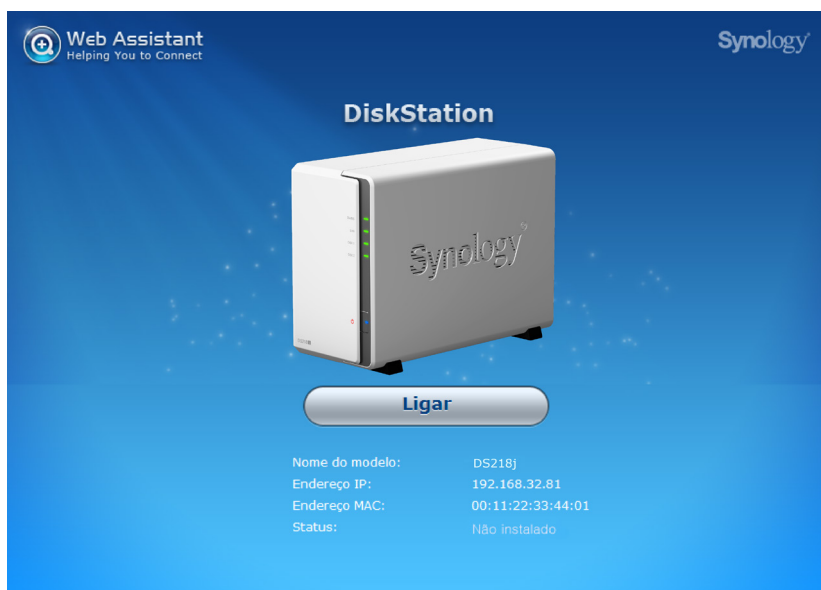 Web Assistant
Helping You to Connect
Synology
DiskStation
Synology
Ligar
Nome do modelo: DS218j
Endereço IP: 192.168.32.81
Endereço MAC: 00:11:22:33:44:01
Status: Não instalado